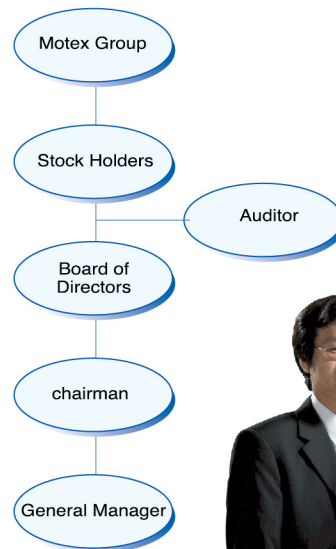 Motex Group
Stock Holders
Auditor
Board of
Directors
chairman
General Manager